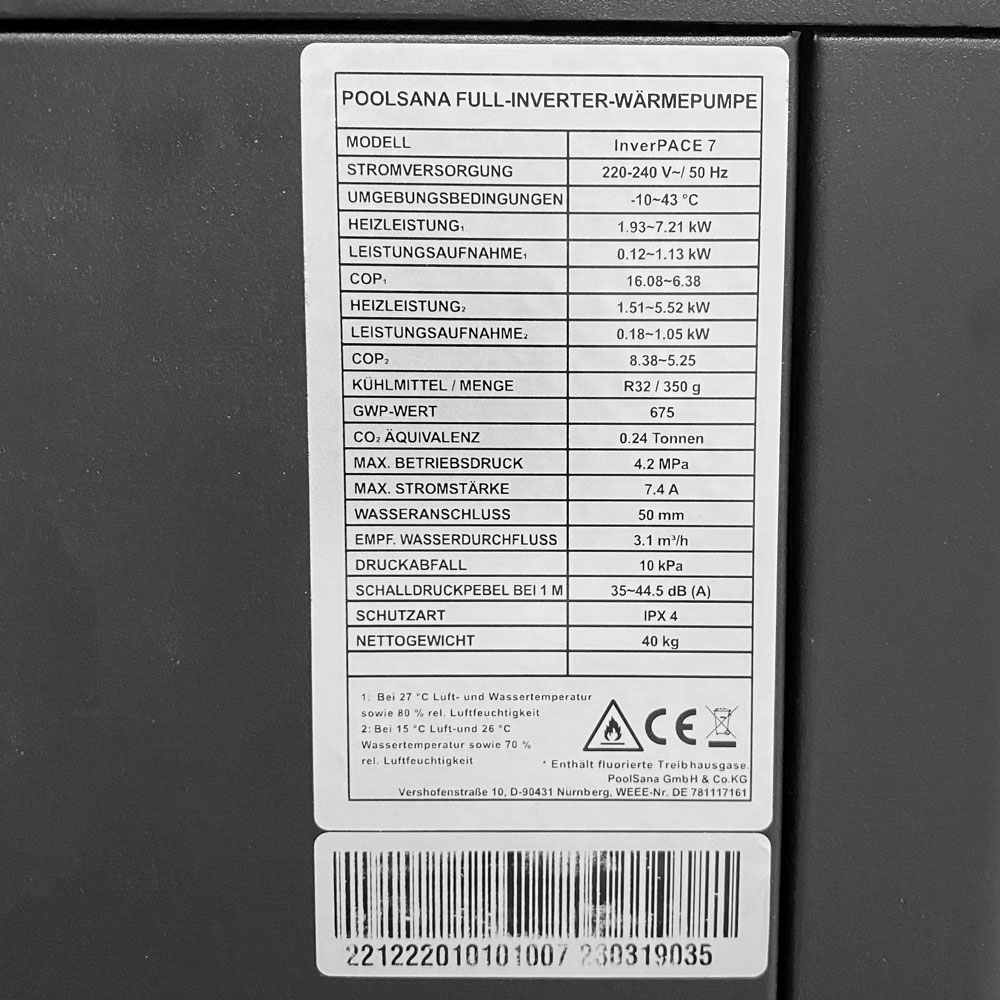 POOLSANA FULL-INVERTER-WÄRMEPUMPE
MODELL InverPACE 7
STROMVERSORGUNG 220-240 V~/ 50 Hz
UMGEBUNGSBEDINGUNGEN -10~43 °C
HEIZLEISTUNG₁ 1.93~7.21 kW
LEISTUNGSAUFNAHME₁ 0.12~1.13 kW
COP₁ 16.08~6.38
HEIZLEISTUNG₂ 1.51~5.52 kW
LEISTUNGSAUFNAHME₂ 0.18~1.05 kW
COP₂ 8.38~5.25
KÜHLMITTEL / MENGE R32 / 350 g
GWP-WERT 675
CO₂ ÄQUIVALENZ 0.24 Tonnen
MAX. BETRIEBSDRUCK 4.2 MPa
MAX. STROMSTÄRKE 7.4 A
WASSERANSCHLUSS 50 mm
EMPF. WASSERDURCHFLUSS 3.1 m³/h
DRUCKABFALL 10 kPa
SCHALLDRUCKPEBEL BEI 1 M 35~44.5 dB (A)
SCHUTZART IPX 4
NETTOGEWICHT 40 kg
1: Bei 27 °C Luft- und Wassertemperatur
sowie 80 % rel. Luftfeuchtigkeit
2: Bei 15 °C Luft-und 26 °C
Wassertemperatur sowie 70 %
rel. Luftfeuchtigkeit
CE
* Enthält fluorierte Treibhausgase.
PoolSana GmbH & Co.KG
Vershofenstraße 10, D-90431 Nürnberg, WEEE-Nr. DE 781117161
221222010101007 230319035